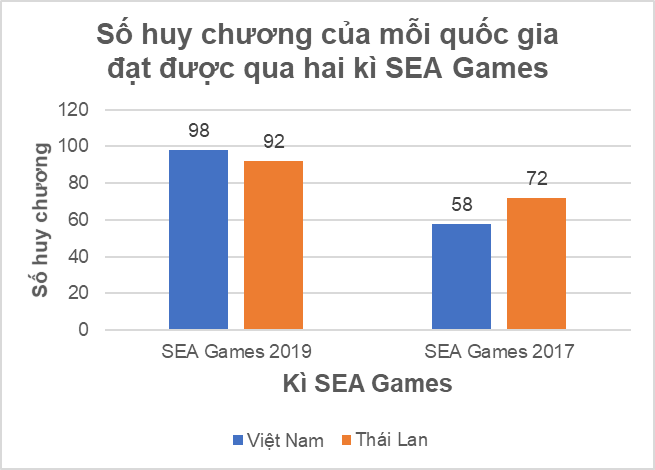 Số huy chương của mỗi quốc gia
đạt được qua hai kì SEA Games
Số huy chương
120
100
80
60
40
20
0
98
92
58
72
SEA Games 2019
SEA Games 2017
Kì SEA Games
Việt Nam
Thái Lan